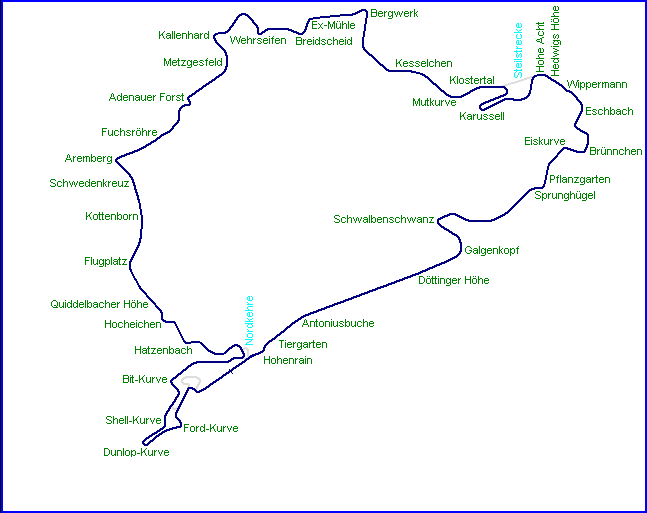 Bergwerk
Ex-Mühle
Kallenhard
Wehrseifen
Breidscheid
Steilstrecke
Hohe Acht
Hedwigs Höhe
Metzgesfeld
Kesselchen
Klostertal
Wippermann
Adenauer Forst
Mutkurve
Eschbach
Karussell
Fuchsröhre
Eiskurve
Brünnchen
Aremberg
Schwedenkreuz
Pflanzgarten
Sprunghügel
Kottenborn
Schwalbenschwanz
Galgenkopf
Flugplatz
Döttinger Höhe
Quiddelbacher Höhe
Nordkehre
Hocheichen
Antoniusbuche
Hatzenbach
Tiergarten
Hohenrain
Bit-Kurve
Shell-Kurve
Ford-Kurve
Dunlop-Kurve